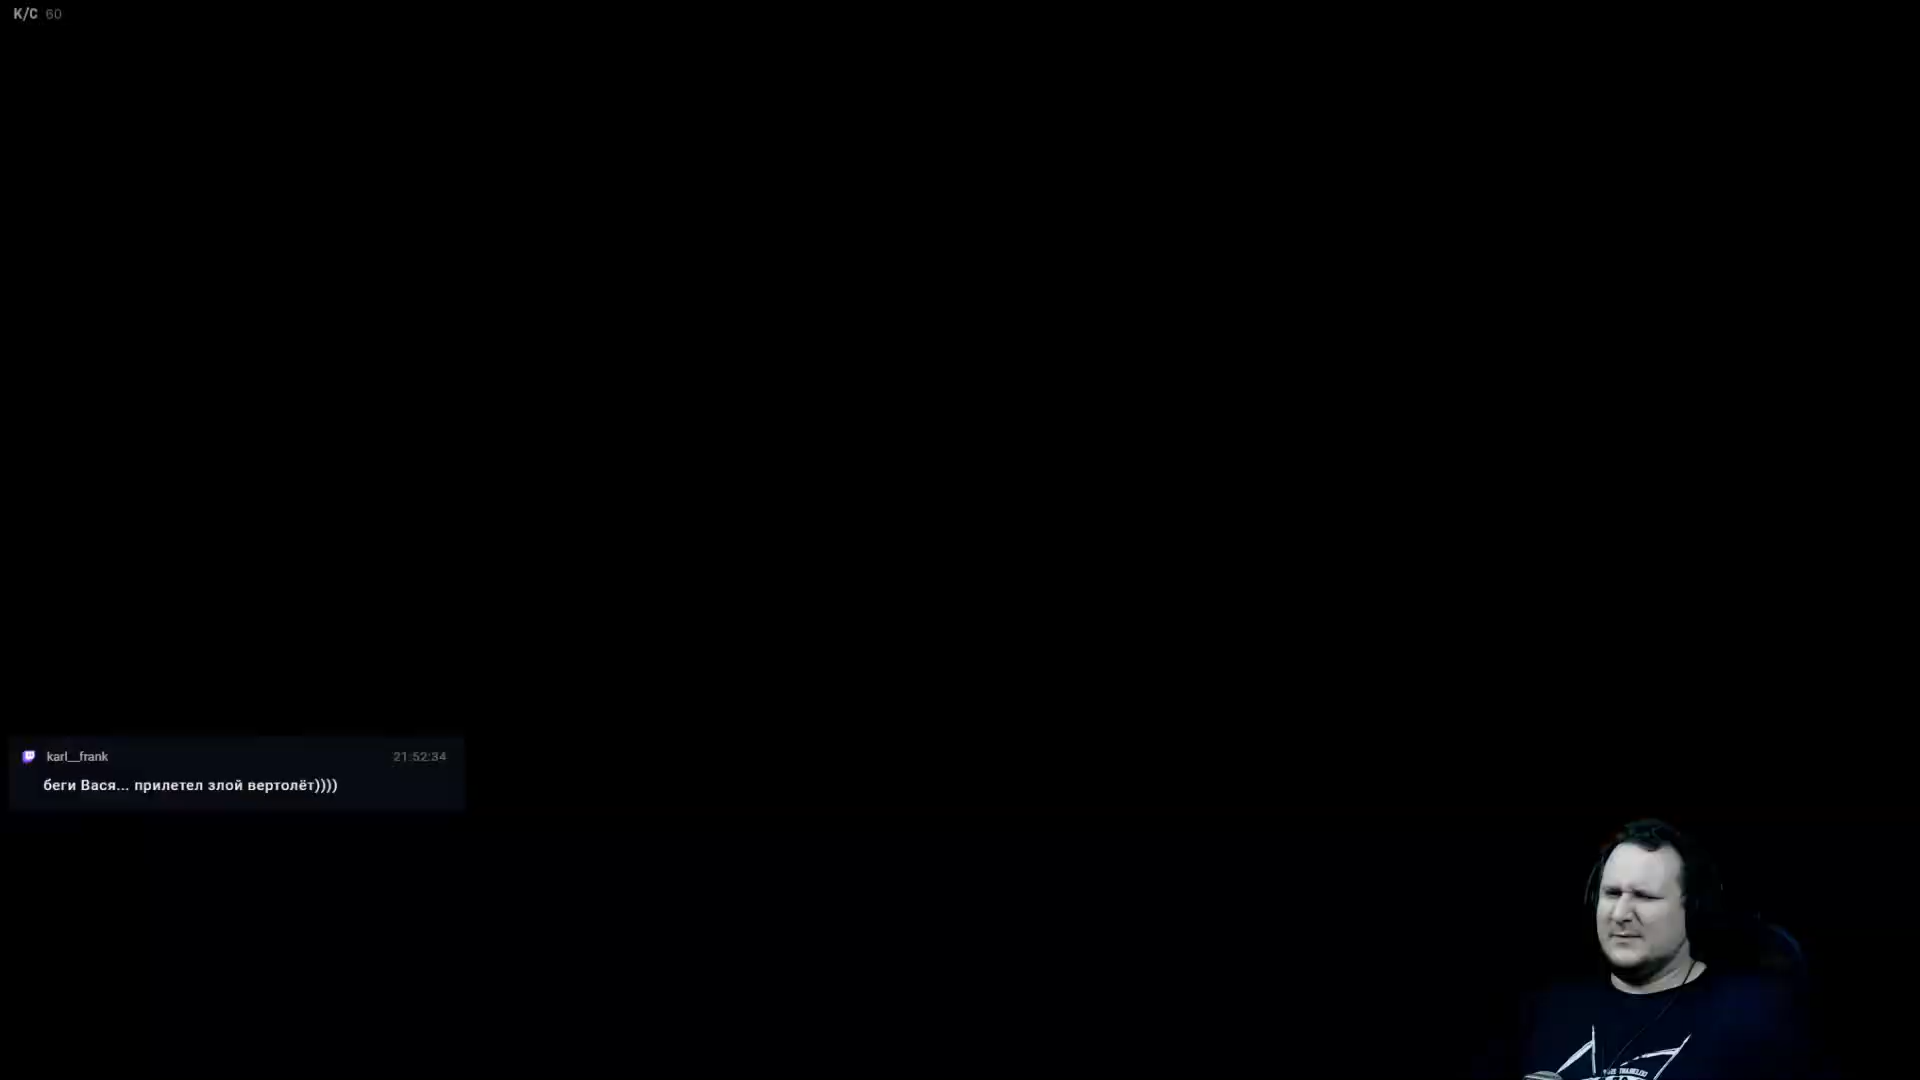 К/С 60
karl__frank 21:52:34
беги Вася... прилетел злой вертолёт))))